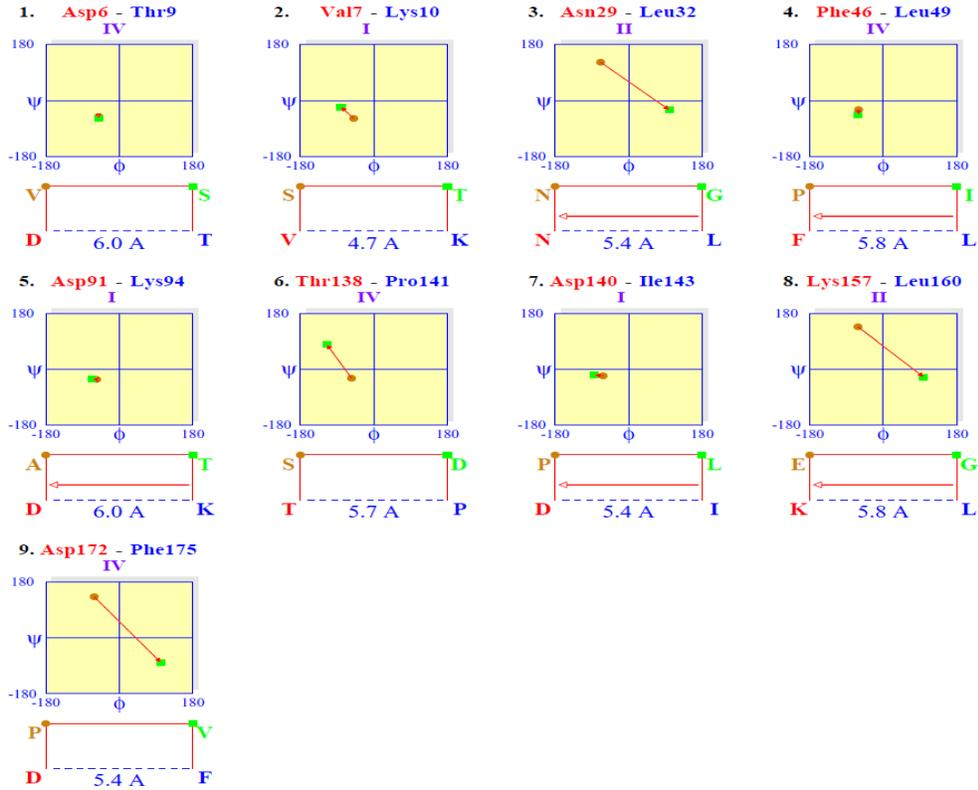 1. Asp6 - Thr9 2. Val7 - Lys10 3. Asn29 - Leu32 4. Phe46 - Leu49
IV I II IV
180 180 180 180
ψ ψ ψ ψ
-180 -180 -180 -180
-180 ϕ 180 -180 ϕ 180 -180 ϕ 180 -180 ϕ 180
V S S T N G P I
D 6.0 A T V 4.7 A K N 5.4 A L F 5.8 A L
5. Asp91 - Lys94 6. Thr138 - Pro141 7. Asp140 - Ile143 8. Lys157 - Leu160
I IV I II
180 180 180 180
ψ ψ ψ ψ
-180 -180 -180 -180
-180 ϕ 180 -180 ϕ 180 -180 ϕ 180 -180 ϕ 180
A T S D P L E G
D 6.0 A K T 5.7 A P D 5.4 A I K 5.8 A L
9. Asp172 - Phe175
IV
180
ψ
-180
-180 ϕ 180
P V
D 5.4 A F